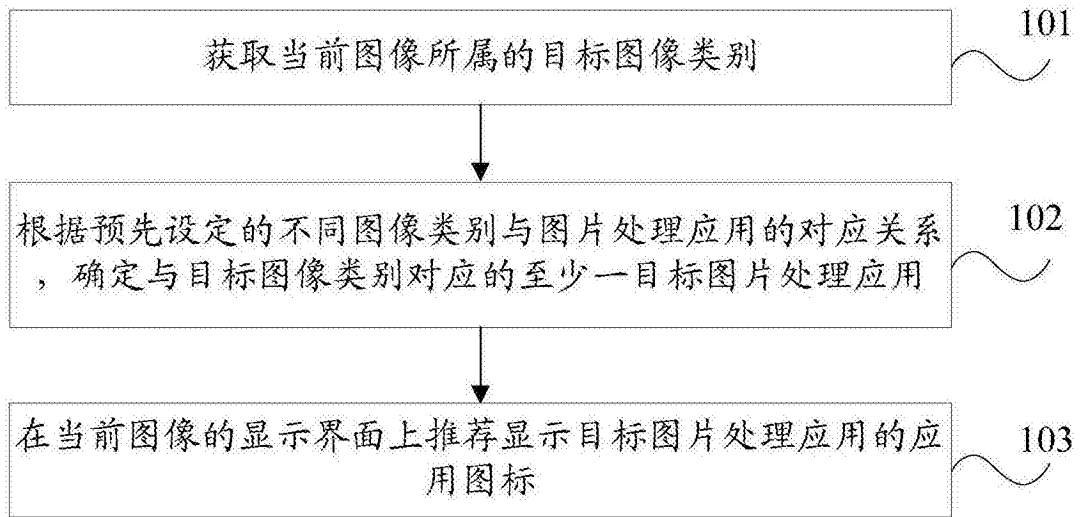 101
获取当前图像所属的目标图像类别
102
根据预先设定的不同图像类别与图片处理应用的对应关系
，确定与目标图像类别对应的至少一目标图片处理应用
103
在当前图像的显示界面上推荐显示目标图片处理应用的应
用图标